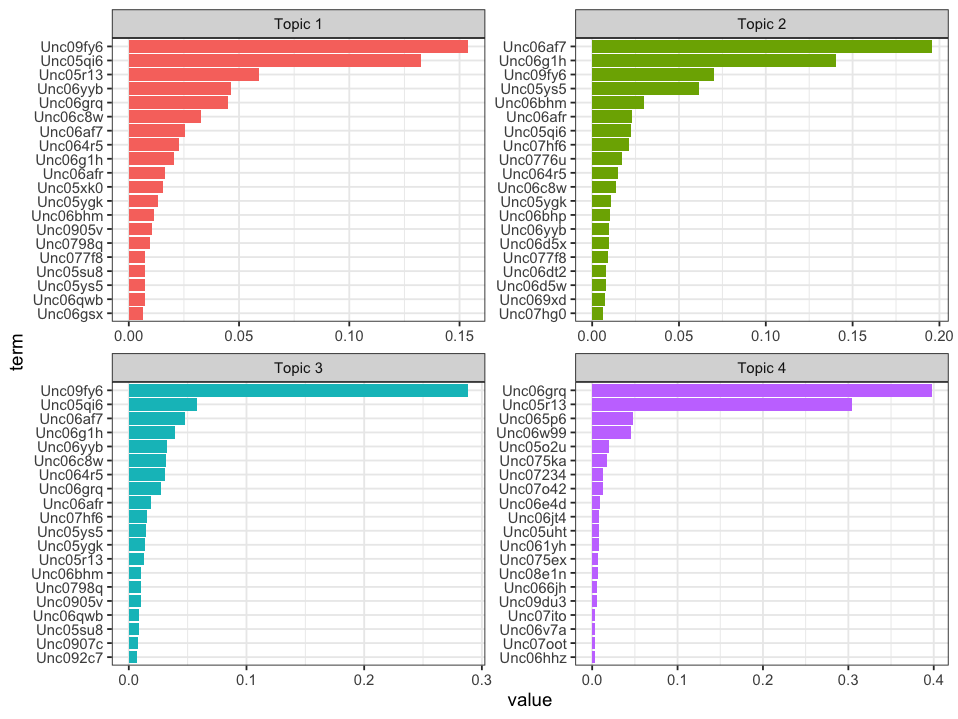 Topic 1
Unc09fy6
Unc05qi6
Unc05r13
Unc06yyb
Unc06grq
Unc06c8w
Unc06af7
Unc064r5
Unc06g1h
Unc06afr
Unc05xk0
Unc05ygk
Unc06bhm
Unc0905v
Unc0798q
Unc077f8
Unc05su8
Unc05ys5
Unc06qwb
Unc06gsx
0.00 0.05 0.10 0.15
Topic 2
Unc06af7
Unc06g1h
Unc09fy6
Unc05ys5
Unc06bhm
Unc06afr
Unc05qi6
Unc07hf6
Unc0776u
Unc064r5
Unc06c8w
Unc05ygk
Unc06bhp
Unc06yyb
Unc06d5x
Unc077f8
Unc06dt2
Unc06d5w
Unc069xd
Unc07hg0
0.00 0.05 0.10 0.15 0.20
term
Topic 3
Unc09fy6
Unc05qi6
Unc06af7
Unc06g1h
Unc06yyb
Unc06c8w
Unc064r5
Unc06grq
Unc06afr
Unc07hf6
Unc05ys5
Unc05ygk
Unc05r13
Unc06bhm
Unc0798q
Unc0905v
Unc06qwb
Unc05su8
Unc0907c
Unc092c7
0.0 0.1 0.2 0.3
Topic 4
Unc06grq
Unc05r13
Unc065p6
Unc06w99
Unc05o2u
Unc075ka
Unc07234
Unc07o42
Unc06e4d
Unc06jt4
Unc05uht
Unc061yh
Unc075ex
Unc08e1n
Unc066jh
Unc09du3
Unc07ito
Unc06v7a
Unc07oot
Unc06hhz
0.0 0.1 0.2 0.3 0.4
value